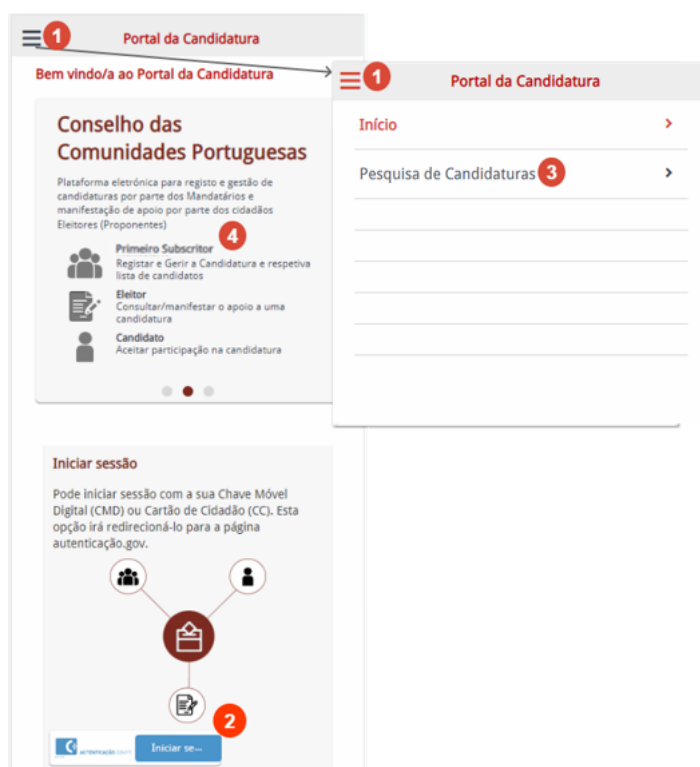 1
Portal da Candidatura
Bem vindo/a ao Portal da Candidatura
Conselho das
Comunidades Portuguesas
Plataforma eletrónica para registo e gestão de
candidaturas por parte dos Mandatários e
manifestação de apoio por parte dos cidadãos
Eleitores (Proponentes)
4
Primeiro Subscritor
Registar e Gerir a Candidatura e respetiva
lista de candidatos
Eleitor
Consultar/manifestar o apoio a uma
candidatura
Candidato
Aceitar participação na candidatura
Iniciar sessão
Pode iniciar sessão com a sua Chave Móvel
Digital (CMD) ou Cartão de Cidadão (CC). Esta
opção irá redirecioná-lo para a página
autenticação.gov.
2
AUTENTICAÇÃO
Iniciar se...
1
Portal da Candidatura
Início
Pesquisa de Candidaturas 3